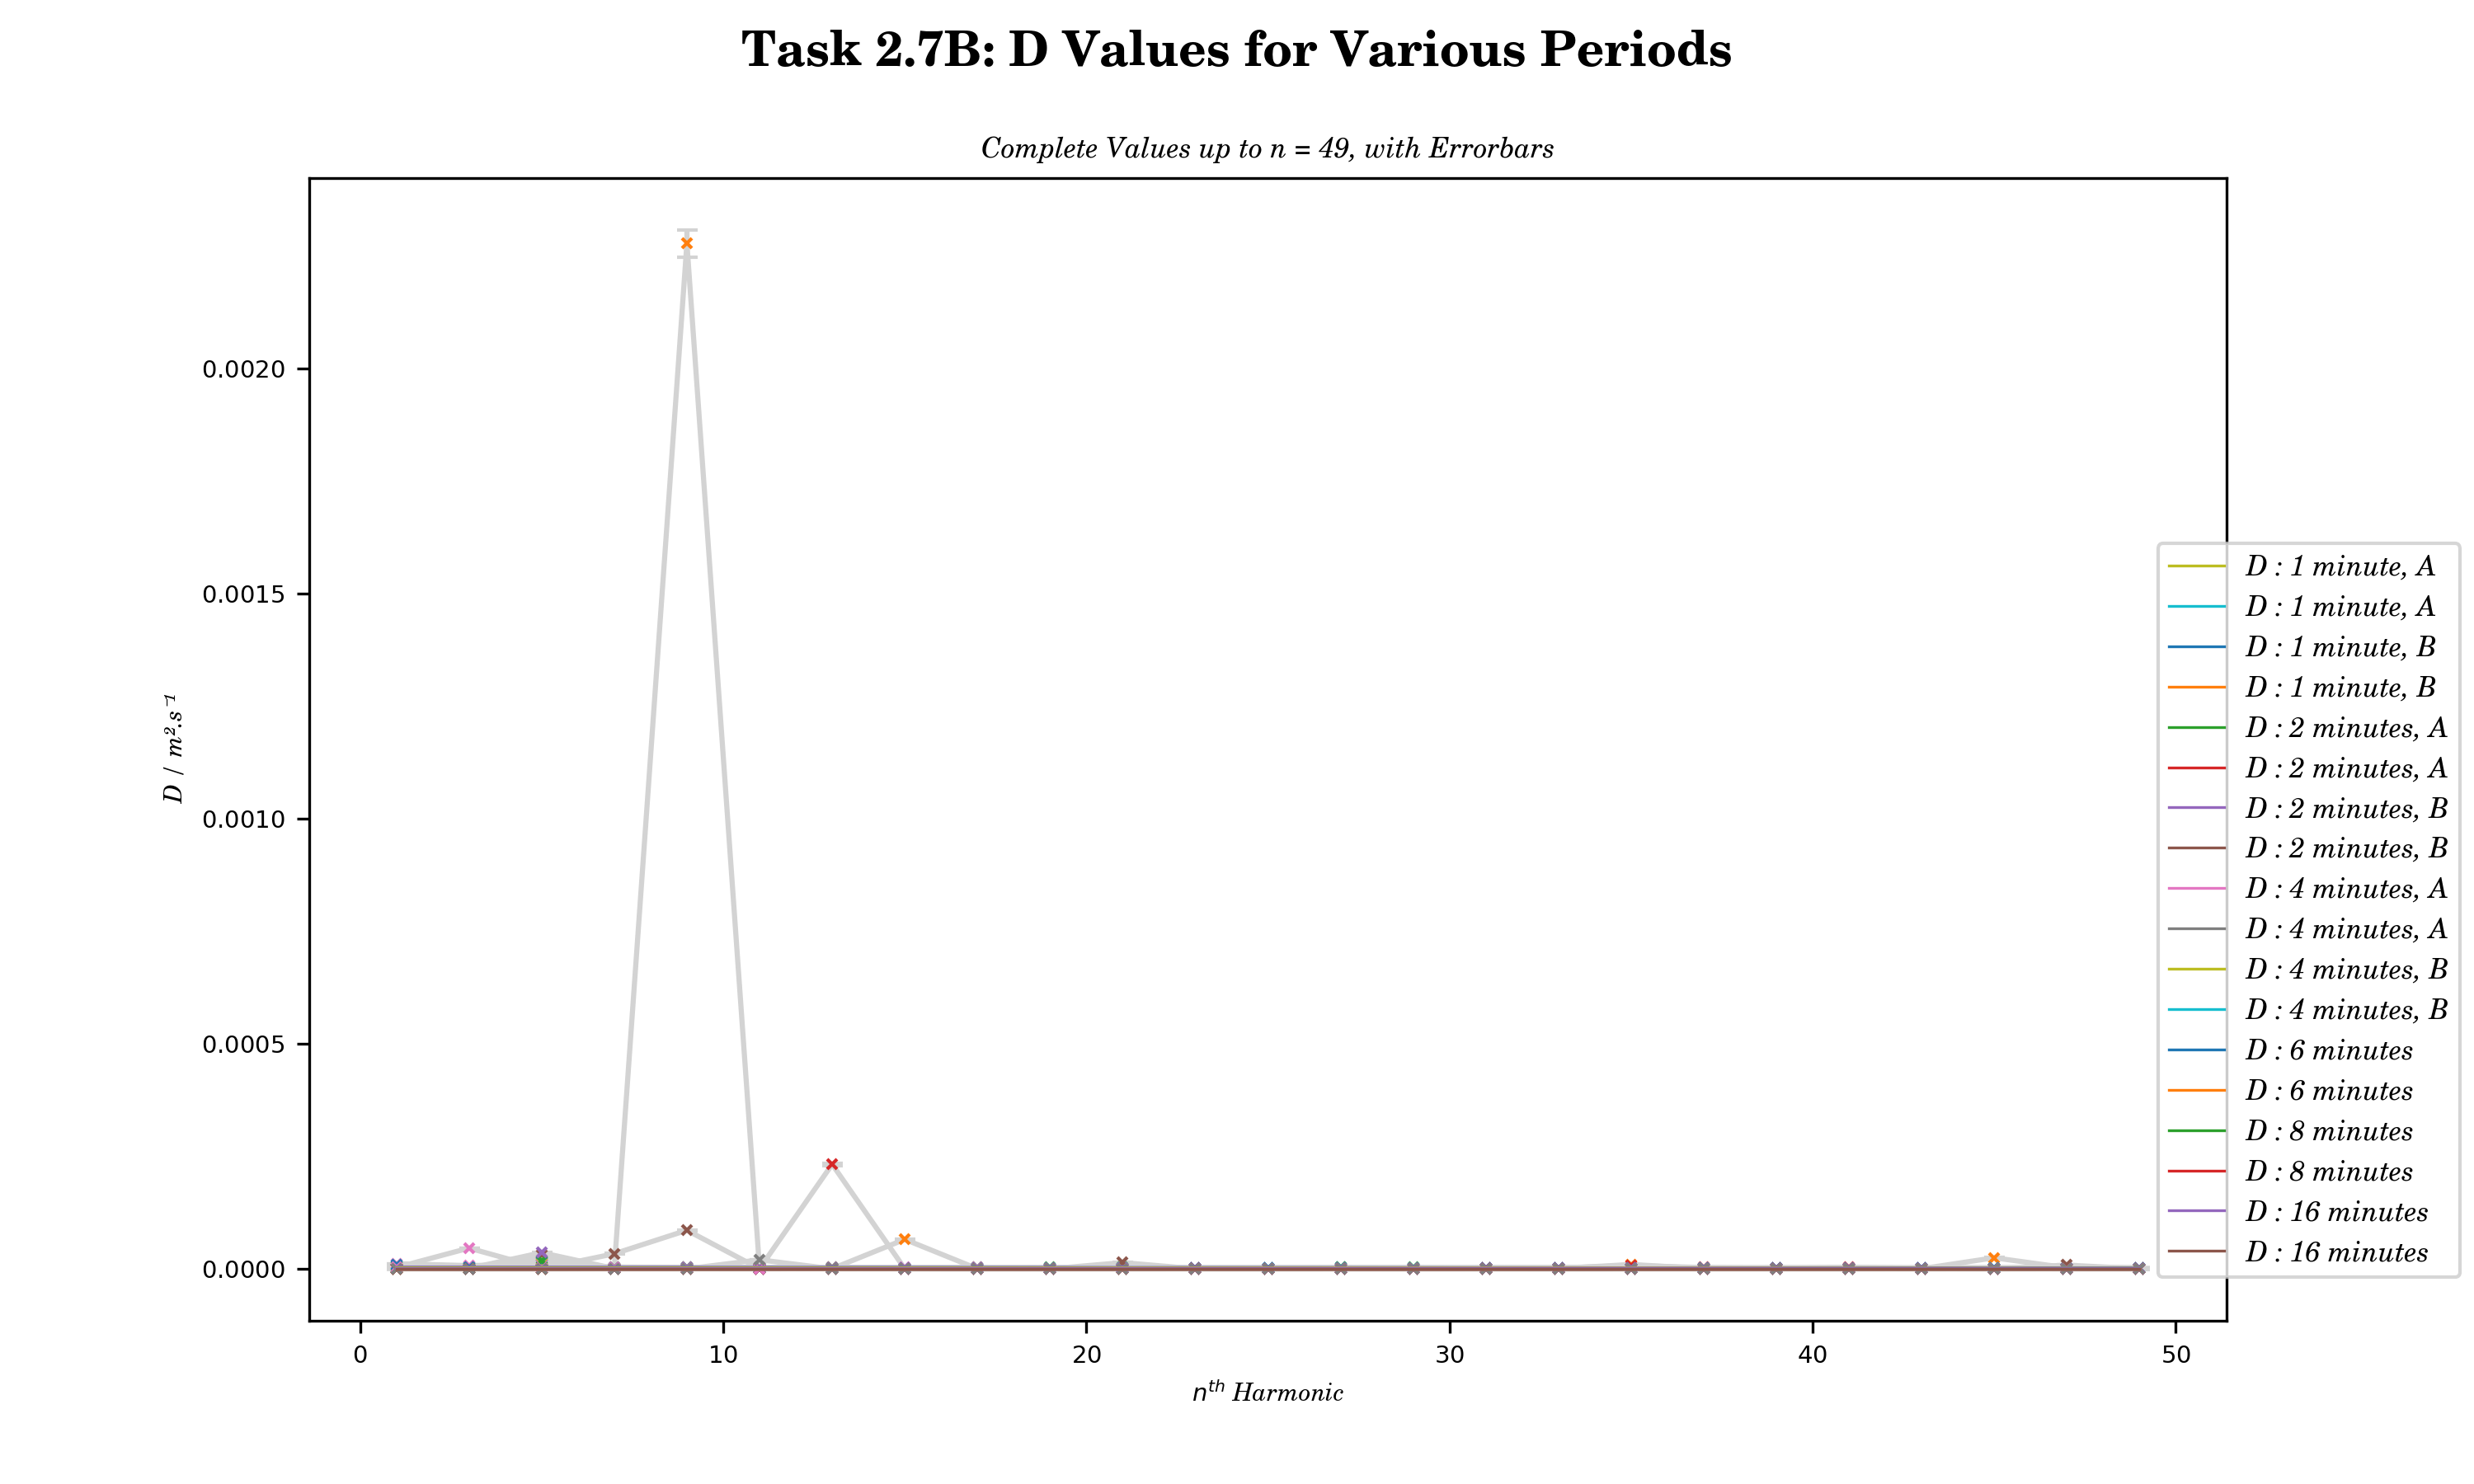 Task 2.7B: D Values for Various Periods
Complete Values up to n = 49, with Errorbars
0.0020
0.0015
0.0010
0.0005
0.0000
D / m².s⁻¹
0 10 20 30 40 50
nᵗʰ Harmonic
D : 1 minute, A
D : 1 minute, A
D : 1 minute, B
D : 1 minute, B
D : 2 minutes, A
D : 2 minutes, A
D : 2 minutes, B
D : 2 minutes, B
D : 4 minutes, A
D : 4 minutes, A
D : 4 minutes, B
D : 4 minutes, B
D : 6 minutes
D : 6 minutes
D : 8 minutes
D : 8 minutes
D : 16 minutes
D : 16 minutes